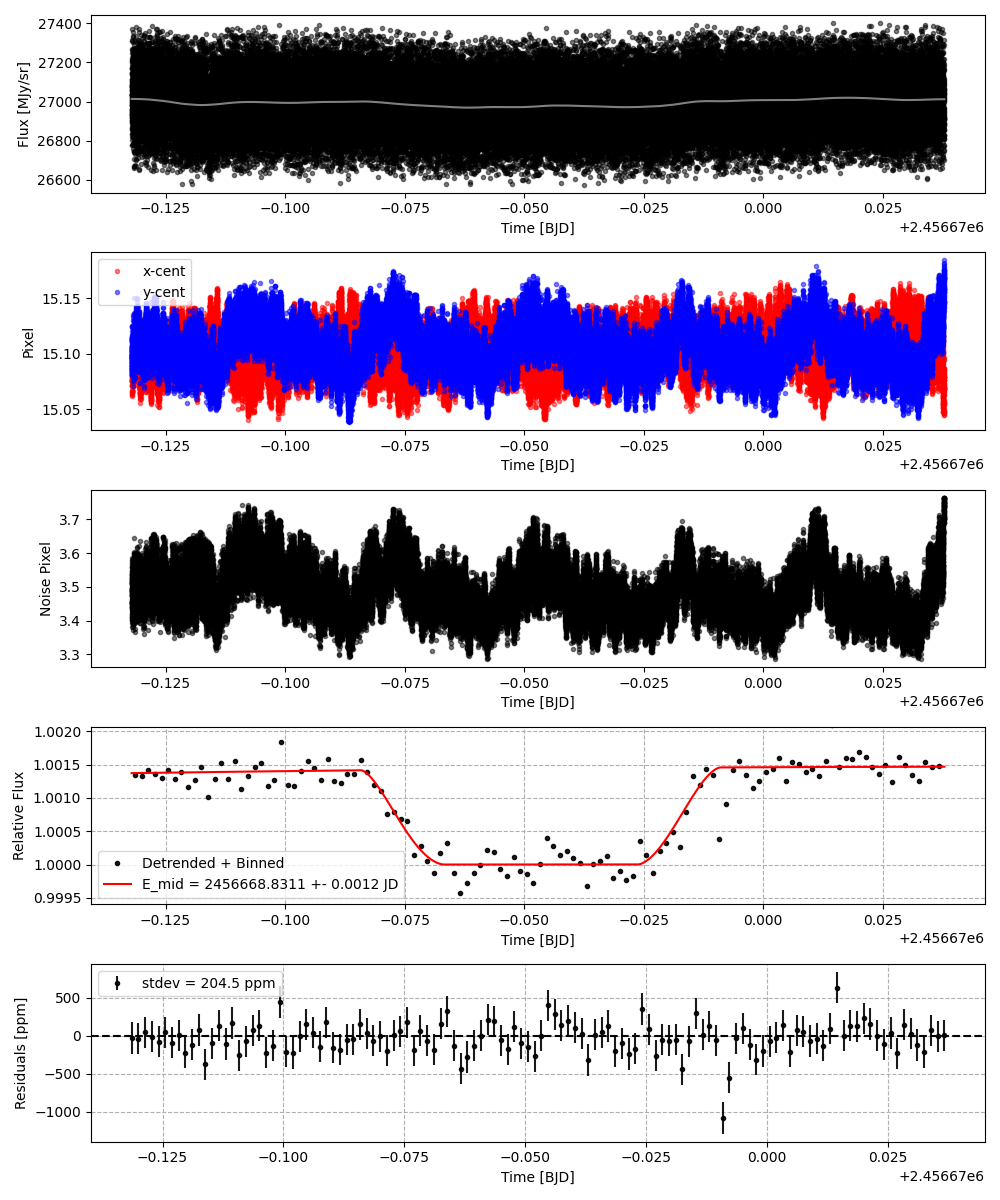 27400
27200
27000
26800
26600
Flux [MJy/sr]
−0.125 −0.100 −0.075 −0.050 −0.025 0.000 0.025
Time [BJD]
+2.45667e6
x-cent
y-cent
15.15
15.10
15.05
Pixel
−0.125 −0.100 −0.075 −0.050 −0.025 0.000 0.025
Time [BJD]
+2.45667e6
3.7
3.6
3.5
3.4
3.3
Noise Pixel
−0.125 −0.100 −0.075 −0.050 −0.025 0.000 0.025
Time [BJD]
+2.45667e6
1.0020
1.0015
1.0010
1.0005
1.0000
0.9995
Relative Flux
Detrended + Binned
E_mid = 2456668.8311 +- 0.0012 JD
−0.125 −0.100 −0.075 −0.050 −0.025 0.000 0.025
Time [BJD]
+2.45667e6
stdev = 204.5 ppm
500
0
−500
−1000
Residuals [ppm]
−0.125 −0.100 −0.075 −0.050 −0.025 0.000 0.025
Time [BJD]
+2.45667e6